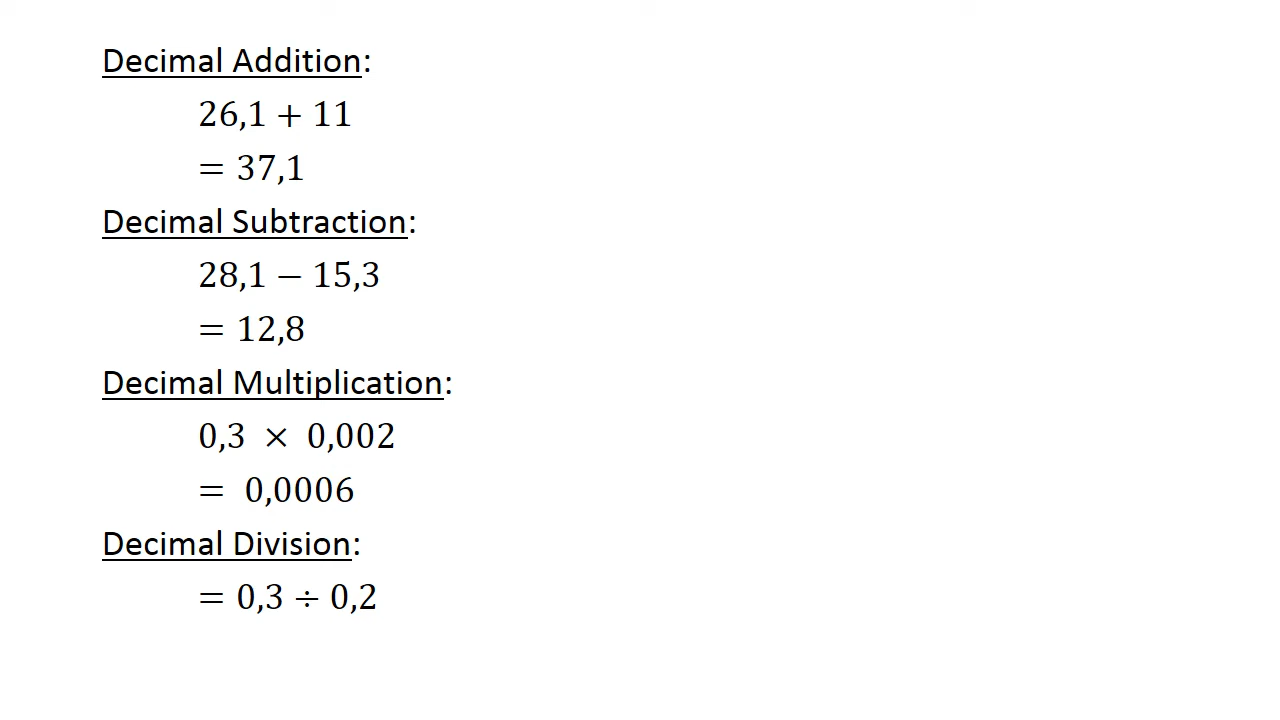 Decimal Addition:
26,1 + 11
= 37,1
Decimal Subtraction:
28,1 − 15,3
= 12,8
Decimal Multiplication:
0,3 × 0,002
= 0,0006
Decimal Division:
= 0,3 ÷ 0,2